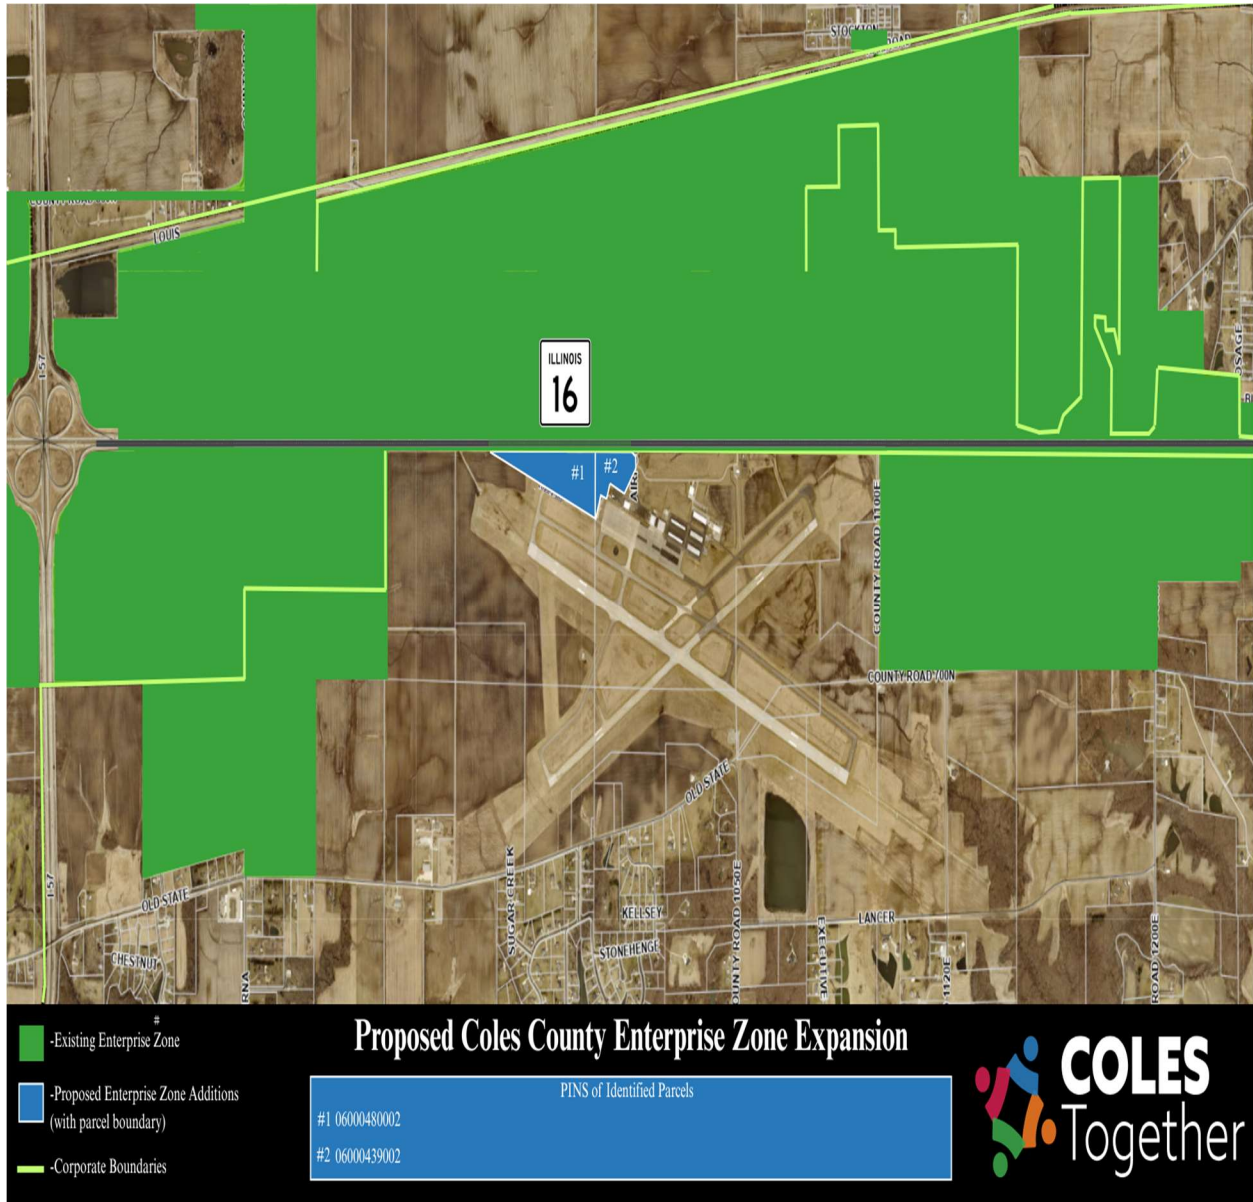 STOCKTON
ROAD
LOUIS
I-57
ILLINOIS
16
OSAGE
#1
#2
COUNTY ROAD 1100E
COUNTY ROAD 700N
OLD STATE
I-57
OLD STATE
CHESTNUT
SUGAR CREEK
KELLSEY
STONEHENGE
COUNTY ROAD 1050E
EXECUTIVE
LANCER
1120E
ROAD 1200E
RNA
#
-Existing Enterprise Zone
-Proposed Enterprise Zone Additions
(with parcel boundary)
-Corporate Boundaries
Proposed Coles County Enterprise Zone Expansion
PINS of Identified Parcels
#1 06000480002
#2 06000439002
COLES
Together